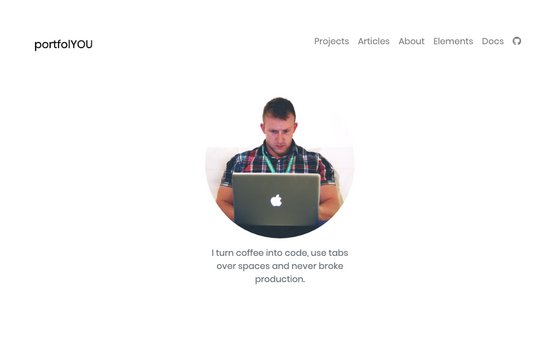 portfolYOU
Projects Articles About Elements Docs
I turn coffee into code, use tabs
over spaces and never broke
production.